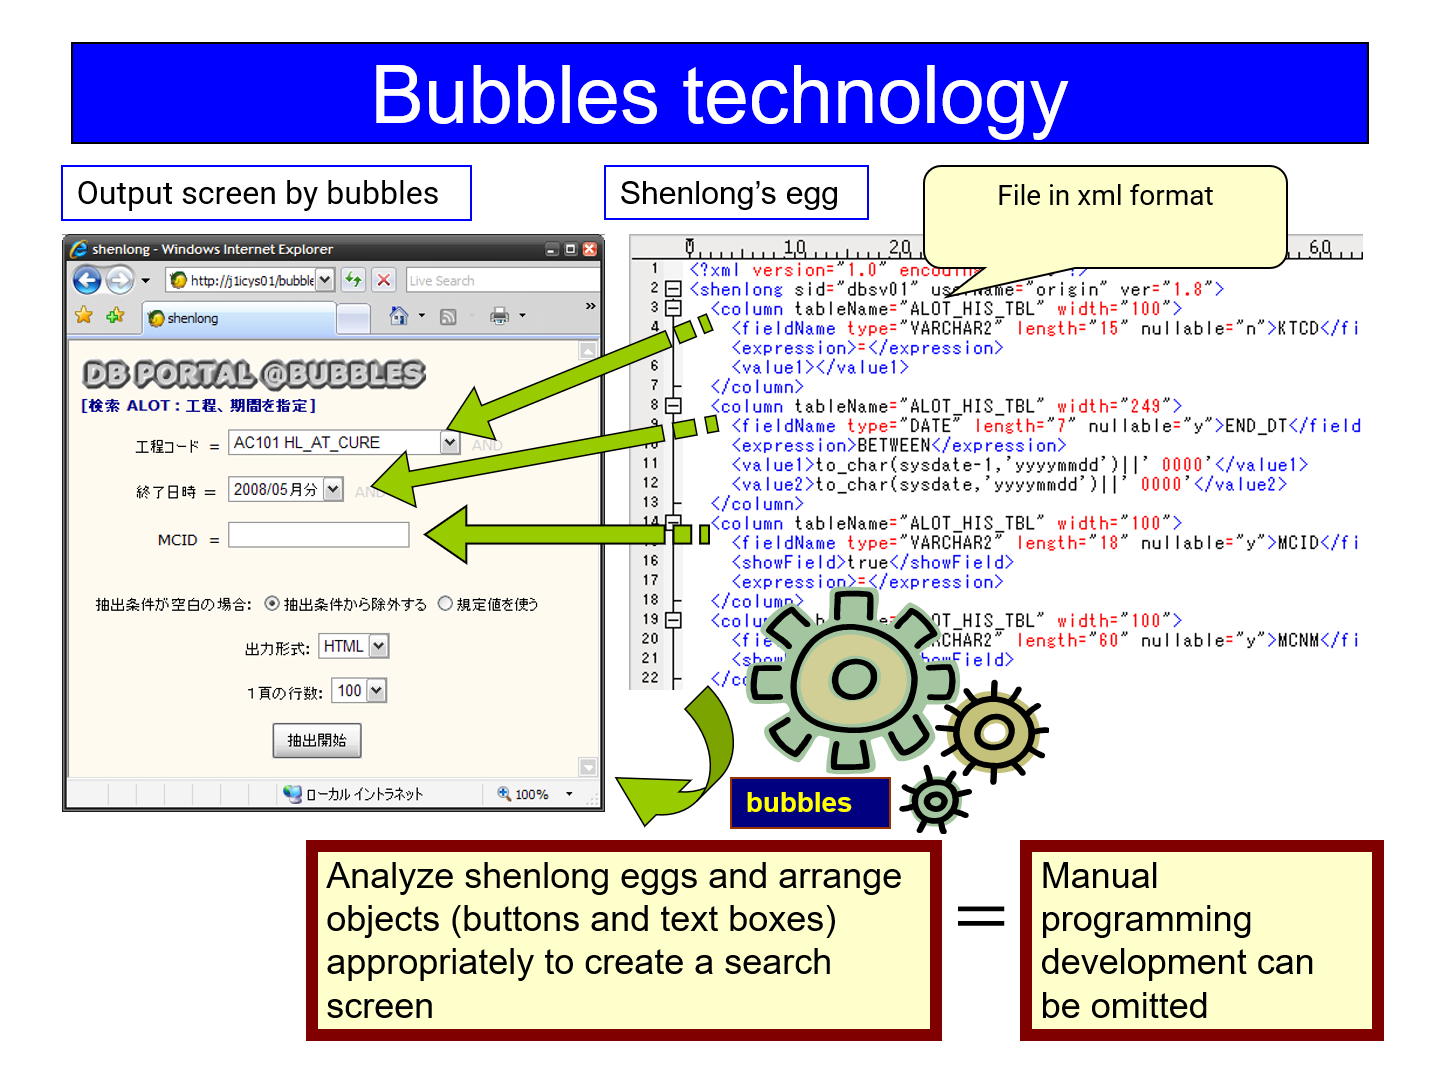 Bubbles technology
Output screen by bubbles
Shenlong's egg
File in xml format
shenlong - Windows Internet Explorer
http://j1icys01/bubble
Live Search
shenlong
»
DB PORTAL @BUBBLES
[検索 ALOT：工程、期間を指定]
工程コード = AC101 HL_AT_CURE AND
終了日時 = 2008/05月分 AND
MCID =
抽出条件が空白の場合: 抽出条件から除外する 規定値を使う
出力形式: HTML
1頁の行数: 100
抽出開始
ローカル イントラネット 100%
0 10 20 60
1 <?xml version="1.0"
2 <shenlong sid="dbsv01" userName="origin" ver="1.8">
3 <column tableName="ALOT_HIS_TBL" width="100">
4 <fieldName type="VARCHAR2" length="15" nullable="n">KTCD</fi
<expression>=</expression>
6 <value1></value1>
7 </column>
8 <column tableName="ALOT_HIS_TBL" width="249">
9 <fieldName type="DATE" length="7" nullable="y">END_DT</field
10 <expression>BETWEEN</expression>
11 <value1>to_char(sysdate-1,'yyyymmdd')||' 0000'</value1>
12 <value2>to_char(sysdate,'yyyymmdd')||' 0000'</value2>
13 </column>
14 <column tableName="ALOT_HIS_TBL" width="100">
<fieldName type="VARCHAR2" length="18" nullable="y">MCID</fi
16 <showField>true</showField>
17 <expression>=</expression>
18 </column>
19 <colu OT_HIS_TBL" width="100">
20 <fie RCHAR2" length="60" nullable="y">MCNM</fi
21 <show owField>
22 </co
bubbles
Analyze shenlong eggs and arrange
objects (buttons and text boxes)
appropriately to create a search
screen
=
Manual
programming
development can
be omitted